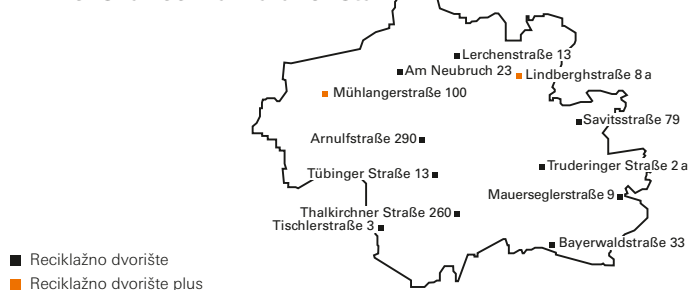 Lerchenstraße 13
Am Neubruch 23
Lindberghstraße 8 a
Mühlangerstraße 100
Savitsstraße 79
Arnulfstraße 290
Truderinger Straße 2 a
Tübinger Straße 13
Mauerseglerstraße 9
Thalkirchner Straße 260
Tischlerstraße 3
Bayerwaldstraße 33
Reciklažno dvorište
Reciklažno dvorište plus